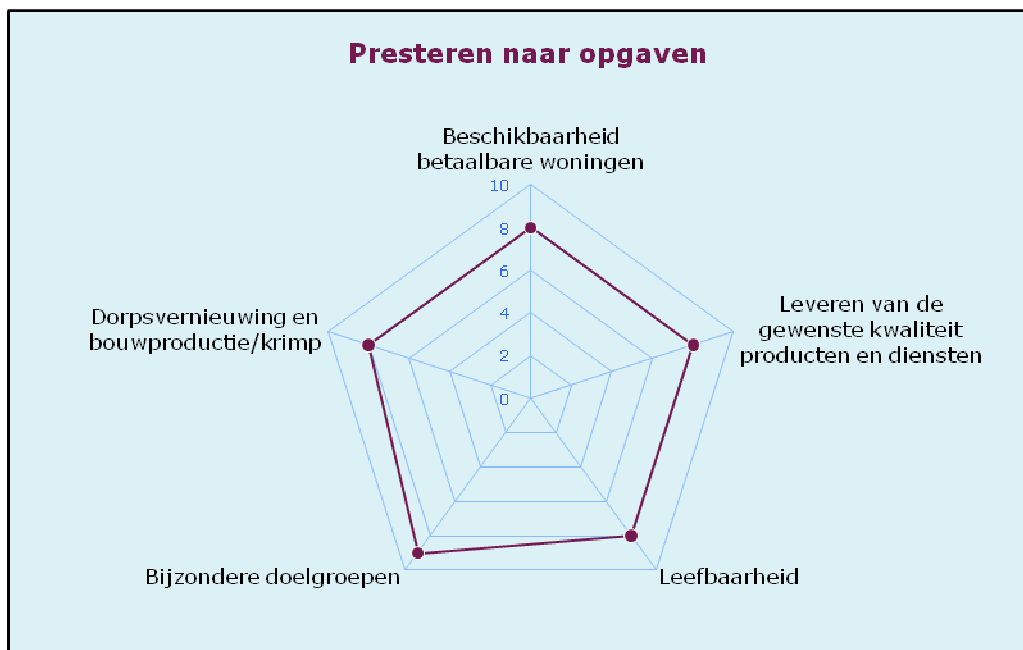 Presteren naar opgaven
Beschikbaarheid
betaalbare woningen
10
8
6
4
2
0
Leveren van de
gewenste kwaliteit
producten en diensten
Dorpsvernieuwing en
bouwproductie/krimp
Bijzondere doelgroepen
Leefbaarheid